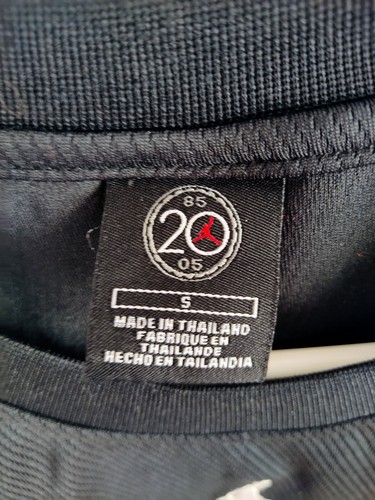 85
20
05
S
MADE IN THAILAND
FABRIQUE EN
THAILANDE
HECHO EN TAILANDIA